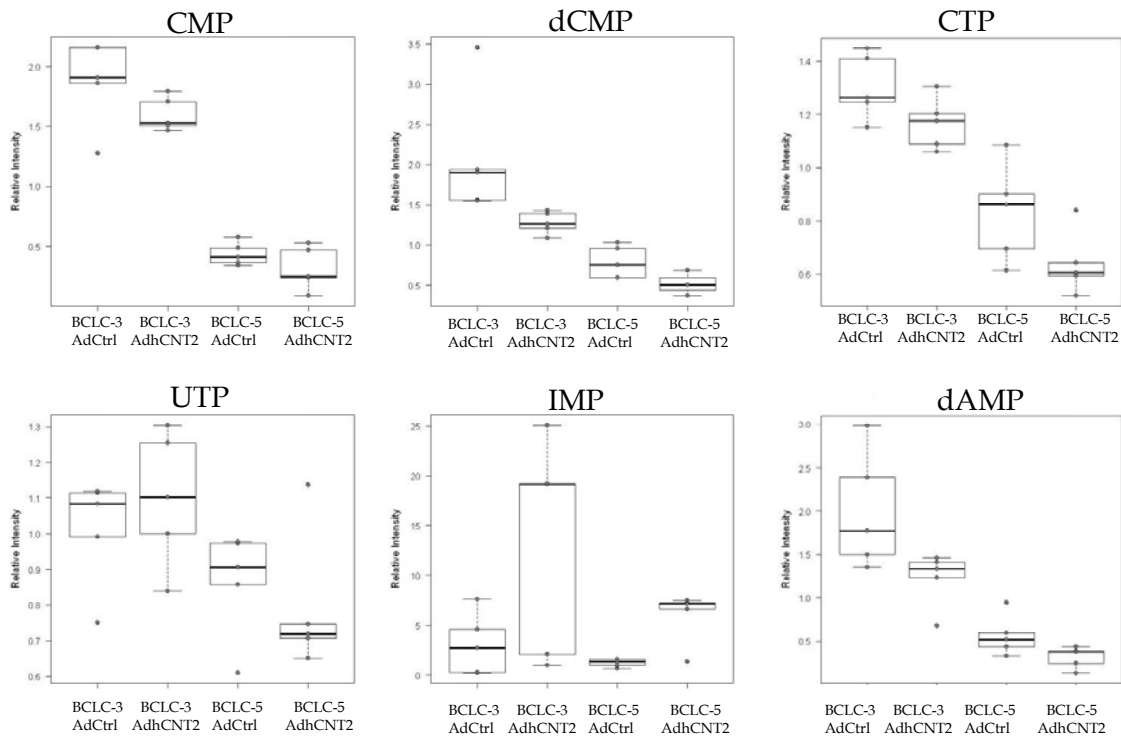 CMP
dCMP
CTP
Relative Intensity
2.0
1.5
1.0
0.5
BCLC-3 AdCtrl
BCLC-3 AdhCNT2
BCLC-5 AdCtrl
BCLC-5 AdhCNT2
Relative Intensity
3.5
3.0
2.5
2.0
1.5
1.0
0.5
BCLC-3 AdCtrl
BCLC-3 AdhCNT2
BCLC-5 AdCtrl
BCLC-5 AdhCNT2
Relative Intensity
1.4
1.2
1.0
0.8
0.6
BCLC-3 AdCtrl
BCLC-3 AdhCNT2
BCLC-5 AdCtrl
BCLC-5 AdhCNT2
UTP
IMP
dAMP
Relative Intensity
1.3
1.2
1.1
1.0
0.9
0.8
0.7
0.6
BCLC-3 AdCtrl
BCLC-3 AdhCNT2
BCLC-5 AdCtrl
BCLC-5 AdhCNT2
Relative Intensity
25
20
15
10
5
0
BCLC-3 AdCtrl
BCLC-3 AdhCNT2
BCLC-5 AdCtrl
BCLC-5 AdhCNT2
Relative Intensity
3.0
2.5
2.0
1.5
1.0
0.5
BCLC-3 AdCtrl
BCLC-3 AdhCNT2
BCLC-5 AdCtrl
BCLC-5 AdhCNT2